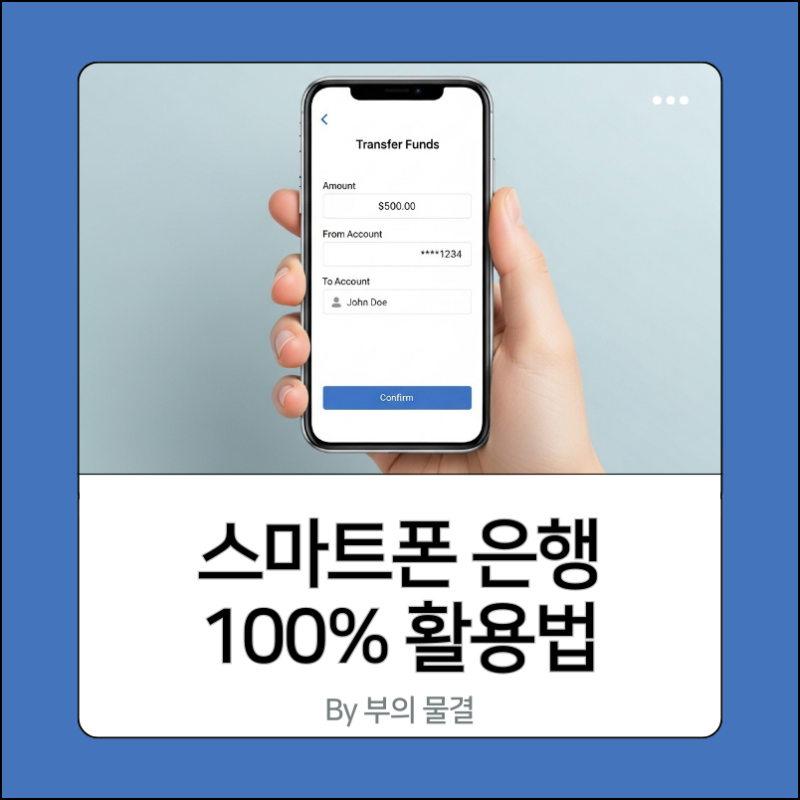 Transfer Funds
Amount
$500.00
From Account
****1234
To Account
John Doe
Confirm
스마트폰 은행
100% 활용법
By 부의 물결